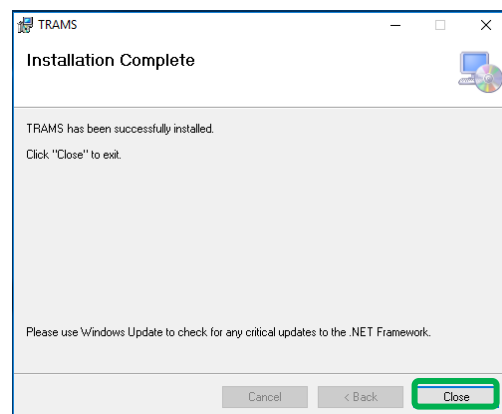 TRAMS
Installation Complete
TRAMS has been successfully installed.
Click "Close" to exit.
Please use Windows Update to check for any critical updates to the .NET Framework.
Cancel
< Back
Close